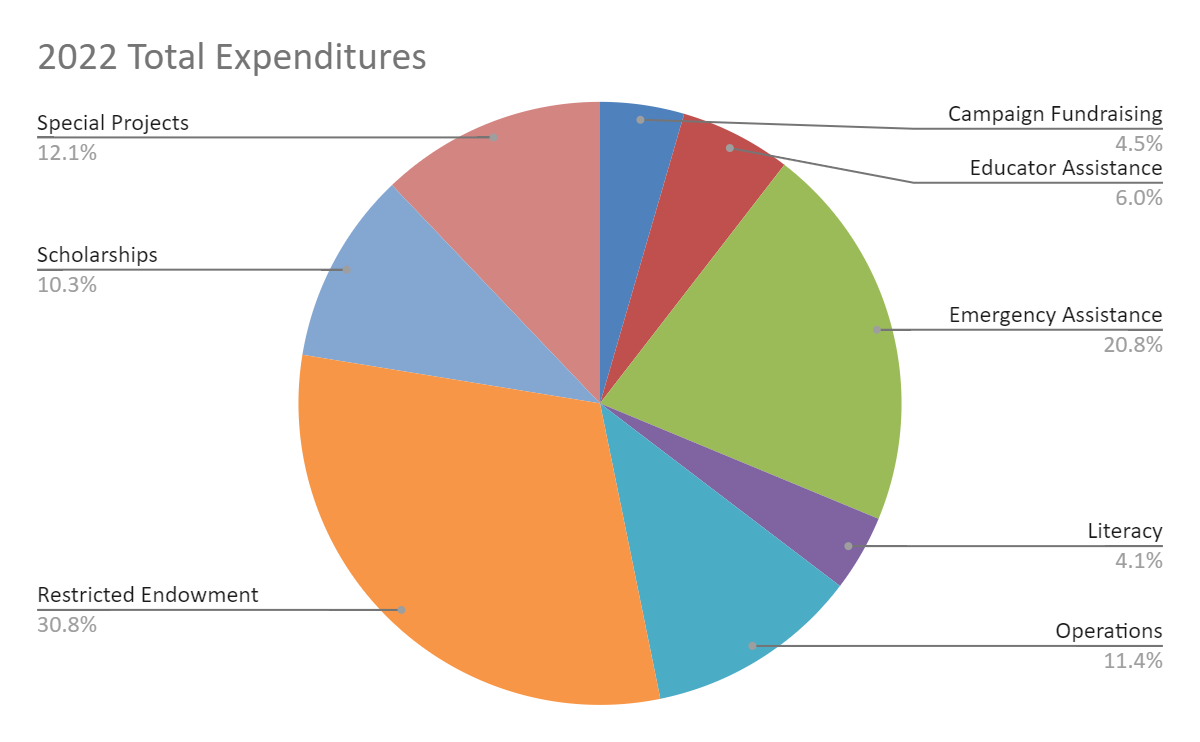 2022 Total Expenditures
Special Projects
12.1%
Scholarships
10.3%
Restricted Endowment
30.8%
Campaign Fundraising
4.5%
Educator Assistance
6.0%
Emergency Assistance
20.8%
Literacy
4.1%
Operations
11.4%